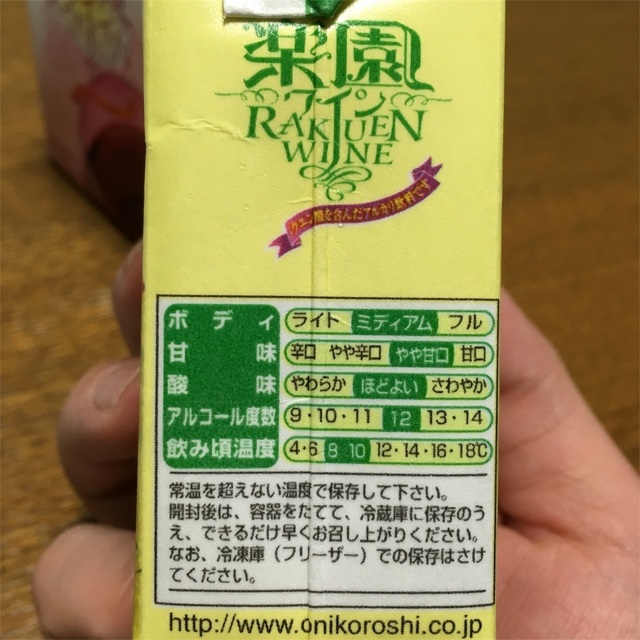 楽園
ワイン
RAKUEN
WINE
クエン酸を含んだアルカリ飲料です
ボディ ライト ミディアム フル
甘味 辛口 やや辛口 やや甘口 甘口
酸味 やわらか ほどよい さわやか
アルコール度数 9・10・11 12 13・14
飲み頃温度 4・6 8 10 12・14・16・18℃
常温を超えない温度で保存して下さい。
開封後は、容器をたてて、冷蔵庫に保存のう
え、できるだけ早くお召し上がりください。
なお、冷凍庫（フリーザー）での保存はさけ
てください。
http://www.onikoroshi.co.jp